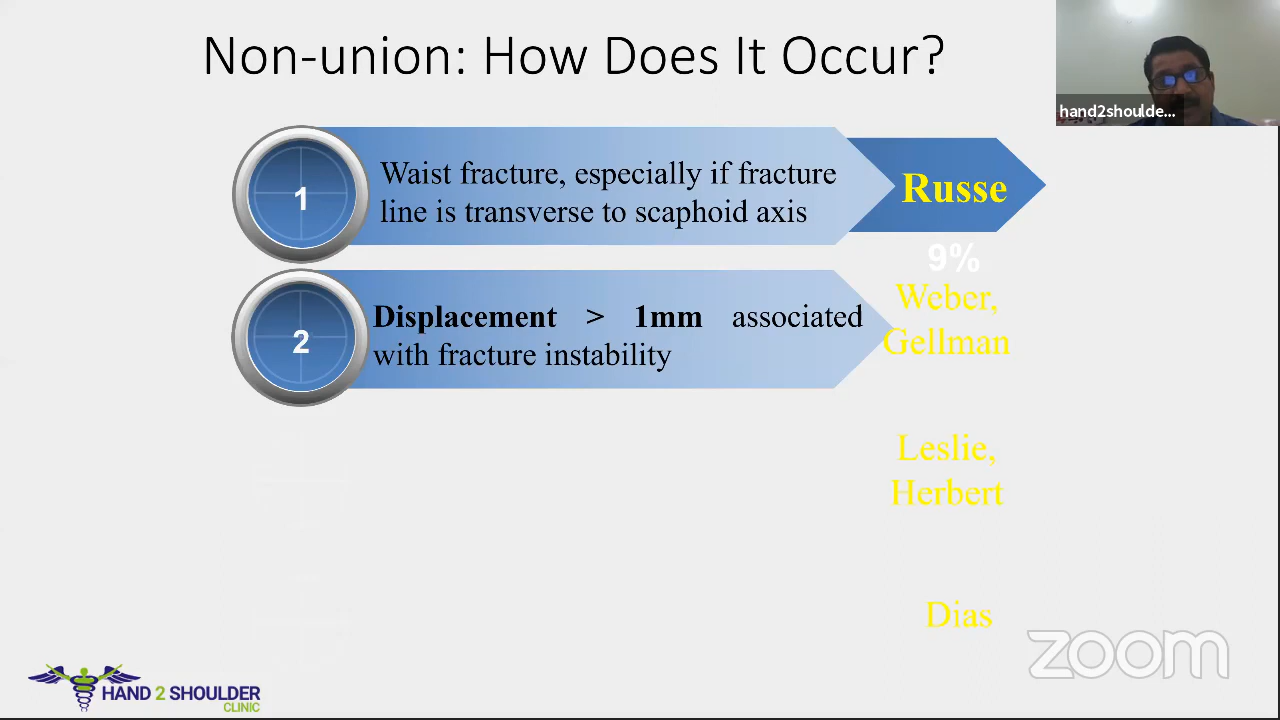 Non-union: How Does It Occur?
hand2shoulde...
1
Waist fracture, especially if fracture
line is transverse to scaphoid axis
Russe
9%
2
Displacement > 1mm associated
with fracture instability
Weber,
Gellman
Leslie,
Herbert
Dias
zoom
HAND 2 SHOULDER
CLINIC